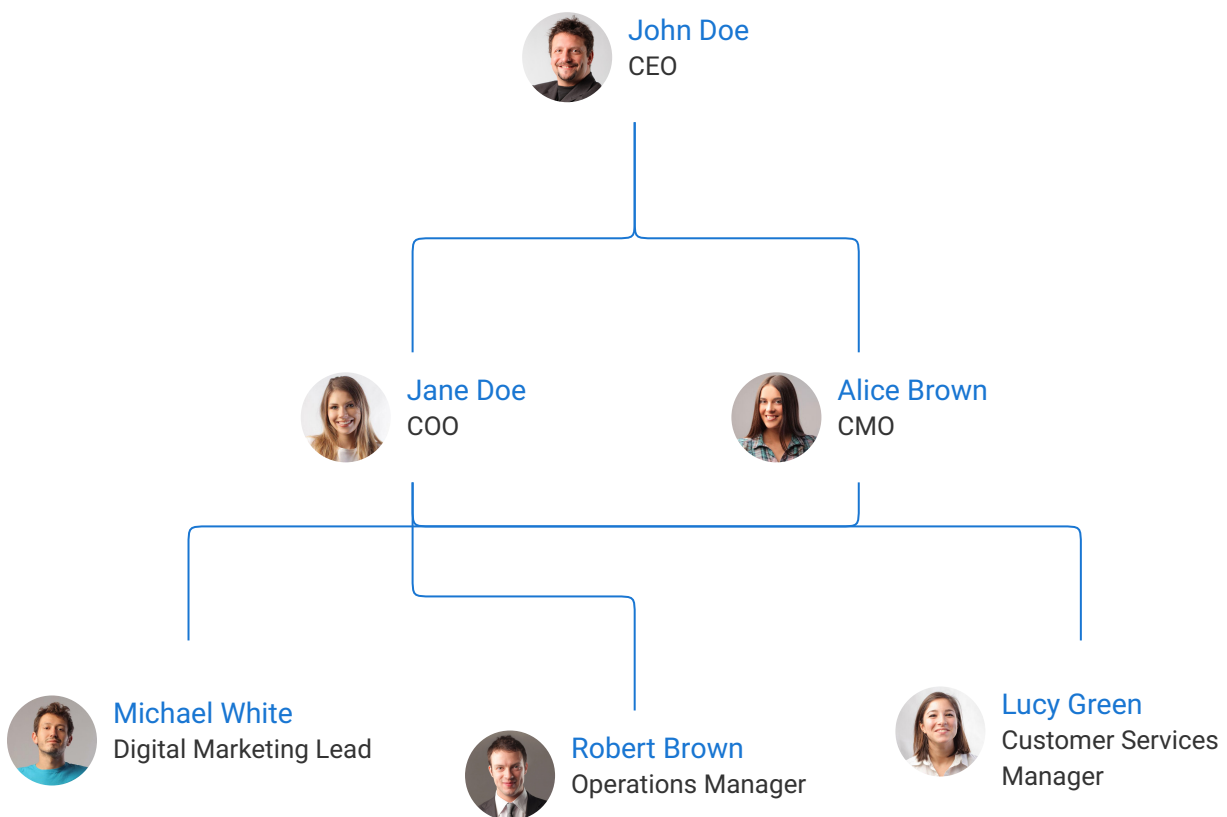 John Doe
CEO
Jane Doe
COO
Alice Brown
CMO
Michael White
Digital Marketing Lead
Robert Brown
Operations Manager
Lucy Green
Customer Services
Manager